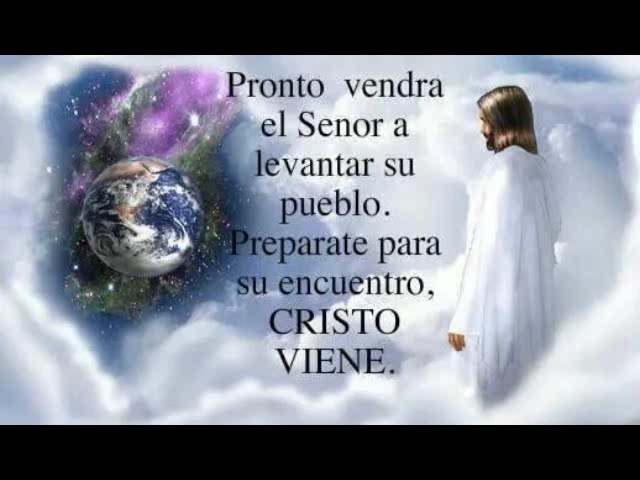 Pronto vendra
el Senor a
levantar su
pueblo.
Preparate para
su encuentro,
CRISTO
VIENE.